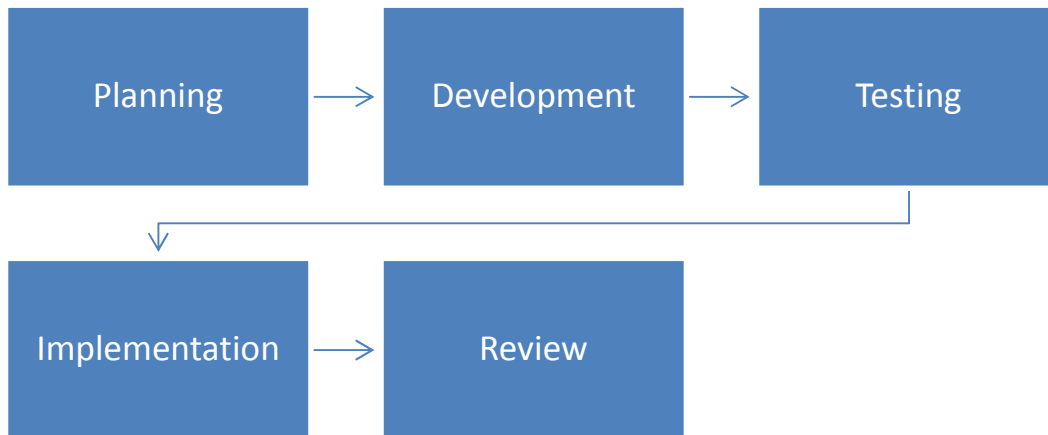 Planning
Development
Testing
Implementation
Review